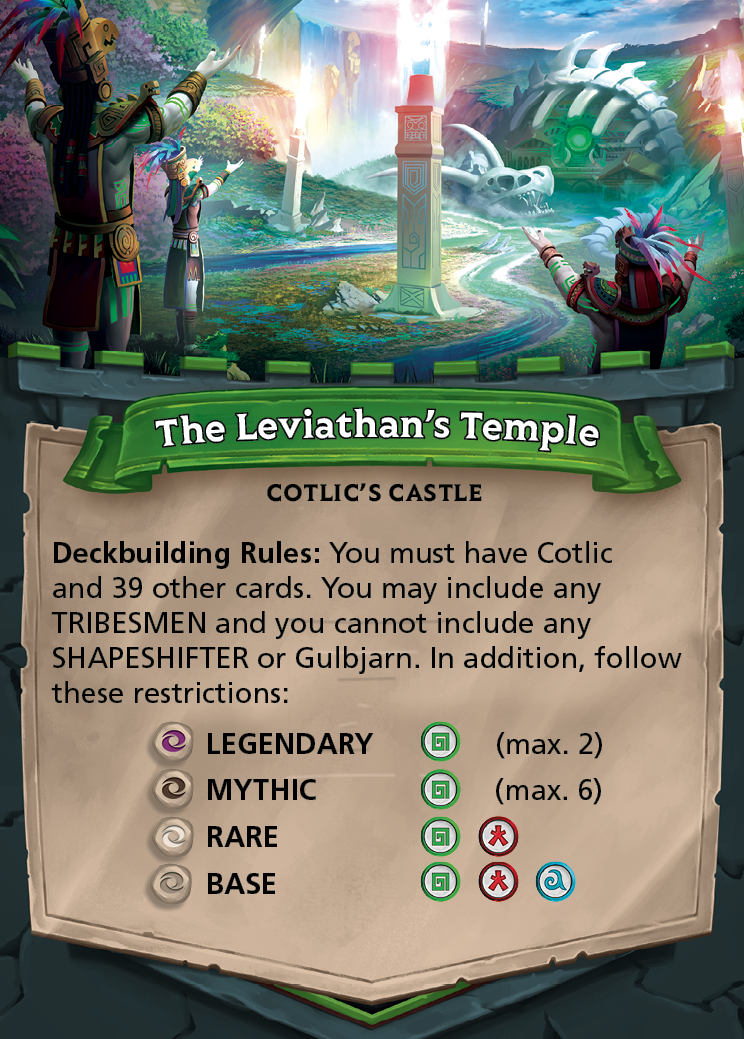 The Leviathan's Temple
COTLIC'S CASTLE
Deckbuilding Rules: You must have Cotlic
and 39 other cards. You may include any
TRIBESMEN and you cannot include any
SHAPESHIFTER or Gulbjarn. In addition, follow
these restrictions:
LEGENDARY (max. 2)
MYTHIC (max. 6)
RARE
BASE